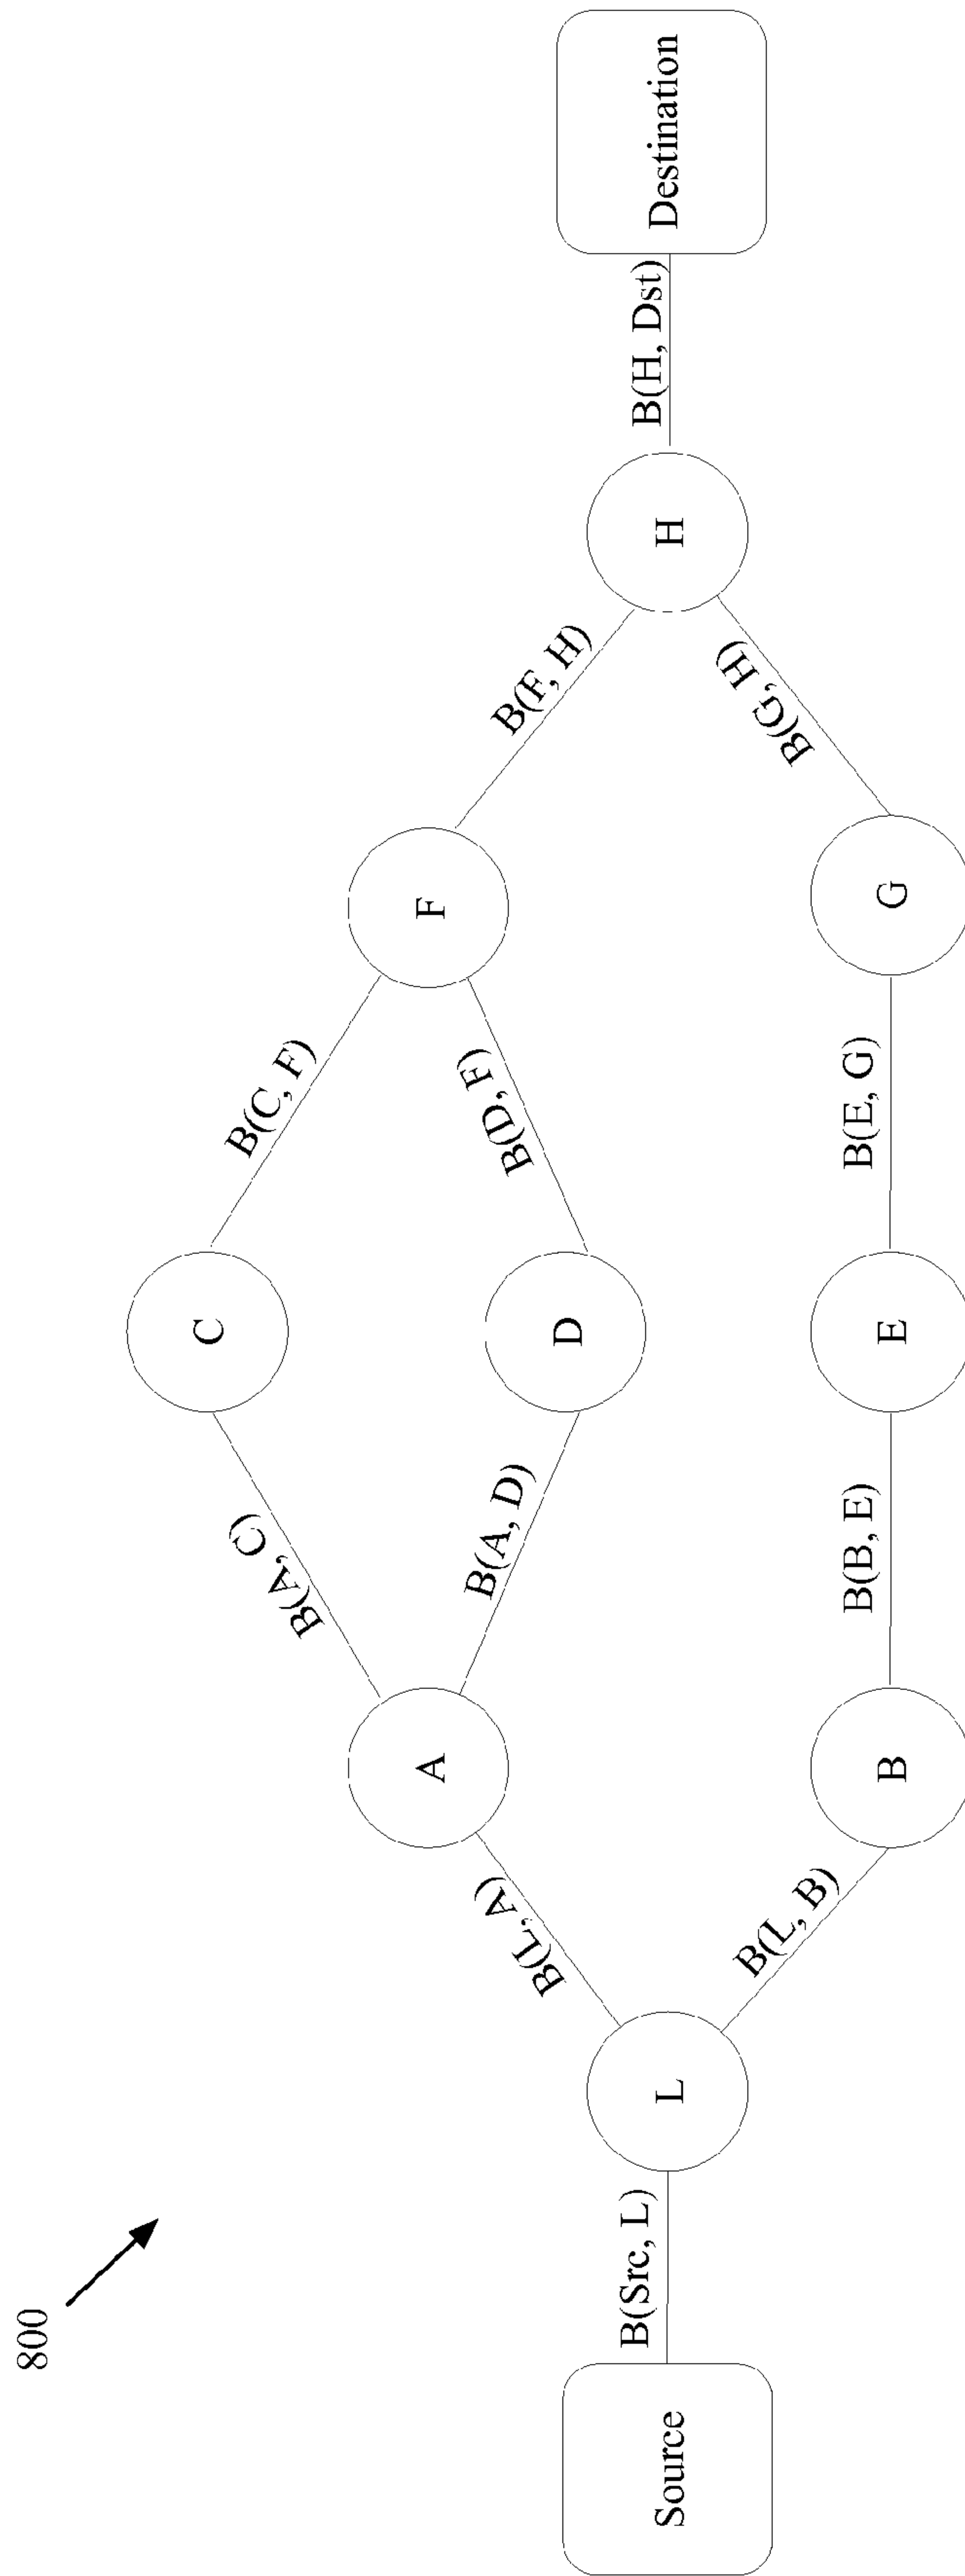 800
Source
B(Src, L)
L
B(L, A)
B(L, B)
A
B
B(A, C)
B(A, D)
B(B, E)
C
D
E
B(C, F)
B(D, F)
B(E, G)
F
G
B(F, H)
B(G, H)
H
B(H, Dst)
Destination